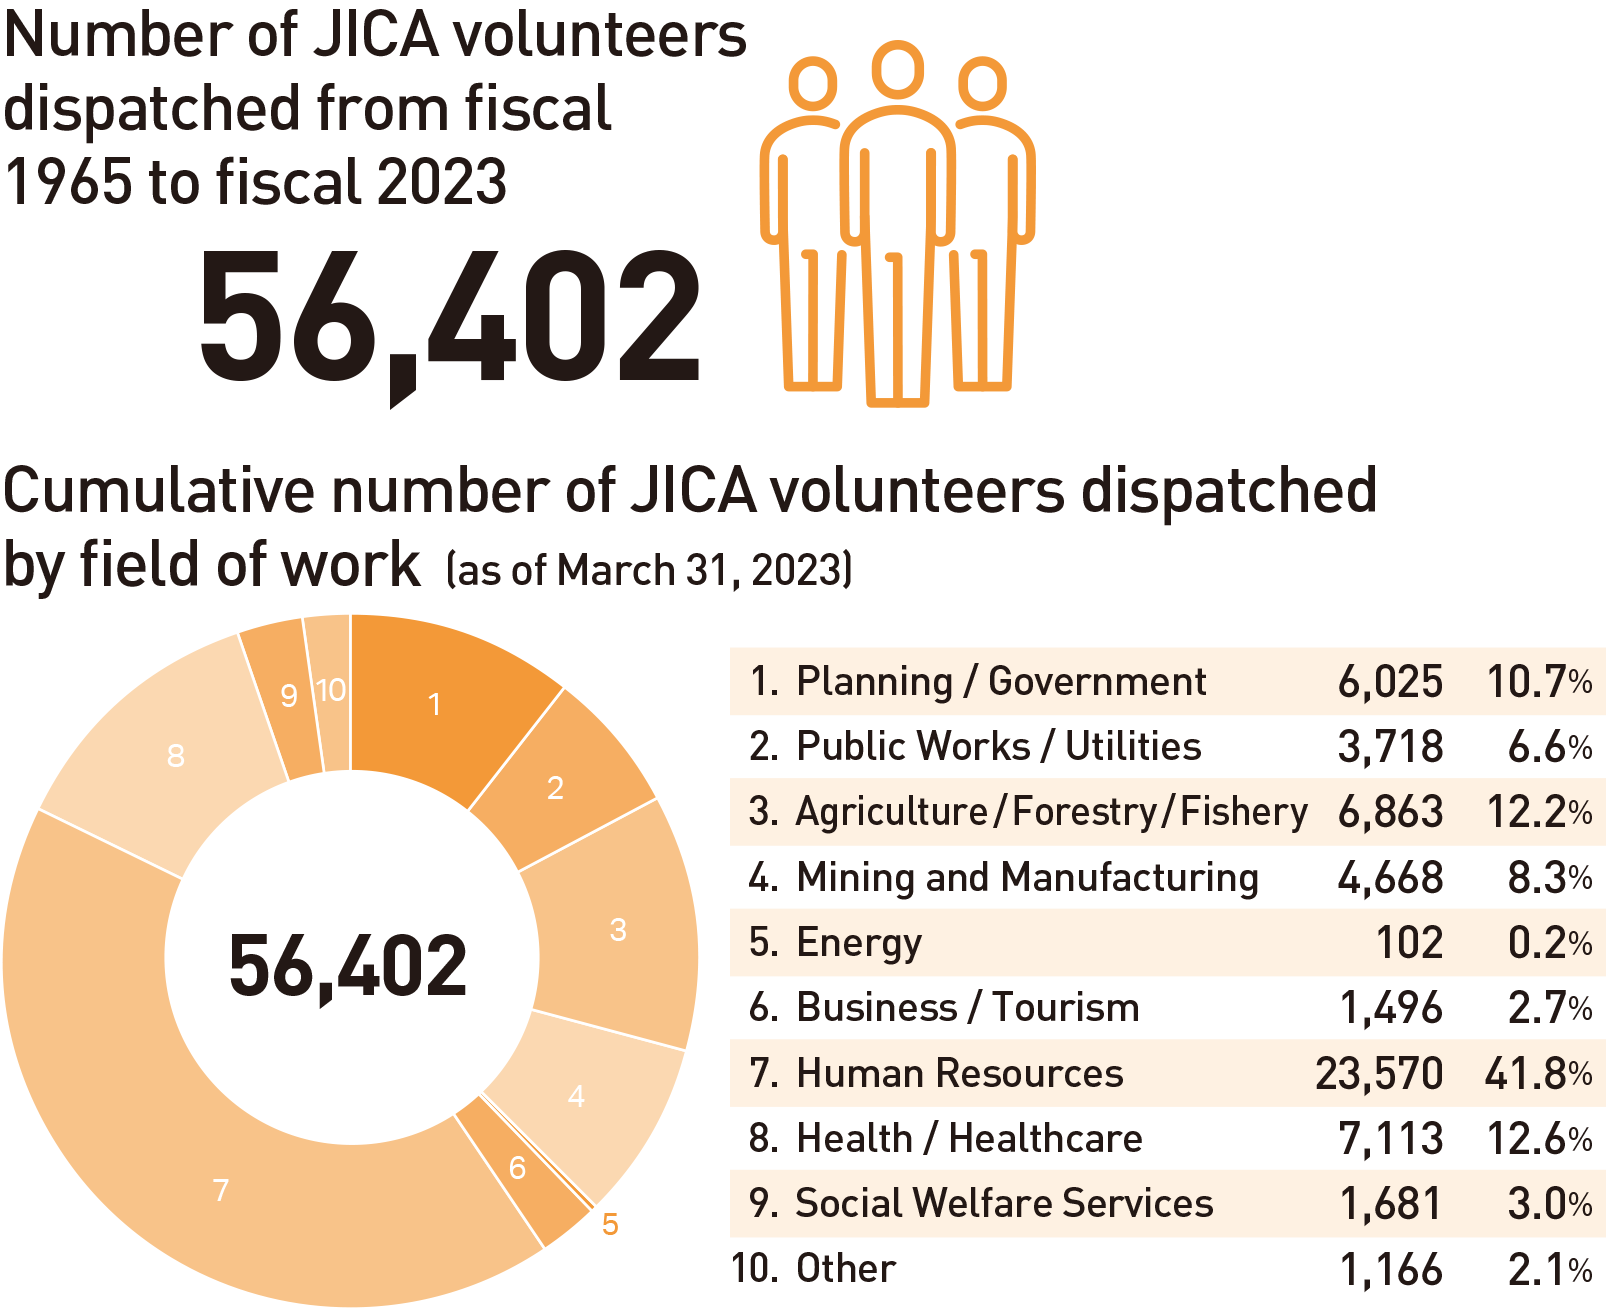 Number of JICA volunteers
dispatched from fiscal
1965 to fiscal 2023
56,402
Cumulative number of JICA volunteers dispatched
by field of work (as of March 31, 2023)
1
2
3
4
5
6
7
8
9
10
56,402
1. Planning / Government 6,025 10.7%
2. Public Works / Utilities 3,718 6.6%
3. Agriculture/Forestry/Fishery 6,863 12.2%
4. Mining and Manufacturing 4,668 8.3%
5. Energy 102 0.2%
6. Business / Tourism 1,496 2.7%
7. Human Resources 23,570 41.8%
8. Health / Healthcare 7,113 12.6%
9. Social Welfare Services 1,681 3.0%
10. Other 1,166 2.1%